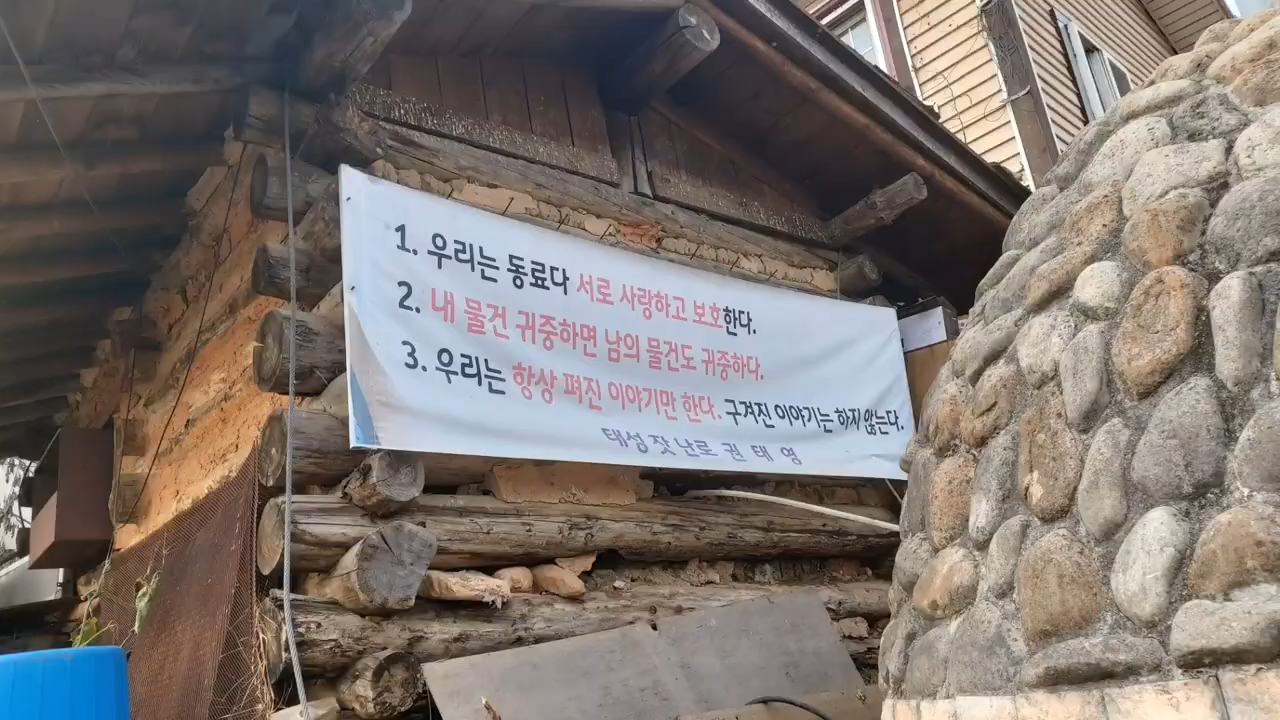 1. 우리는 동료다 서로 사랑하고 보호한다.
2. 내 물건 귀중하면 남의 물건도 귀중하다.
3. 우리는 항상 펴진 이야기만 한다. 구겨진 이야기는 하지 않는다.
태성잣난로 권태영